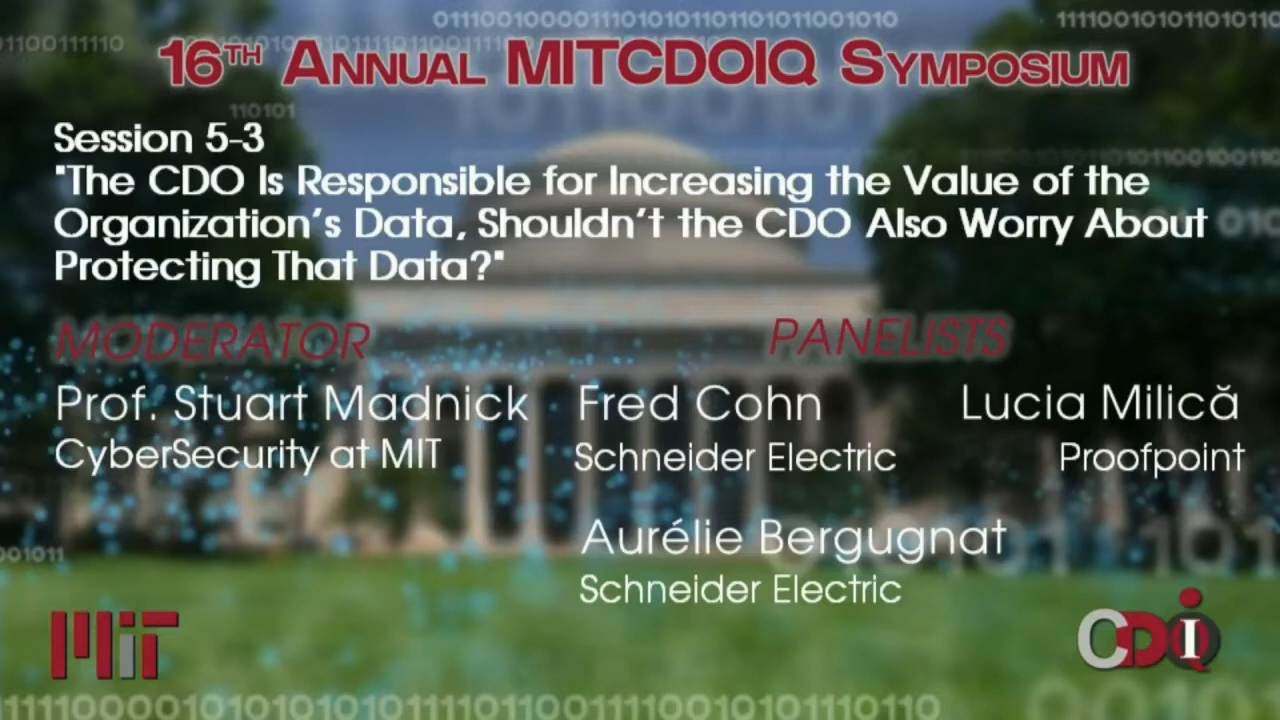 16TH ANNUAL MITCDOIQ SYMPOSIUM
Session 5-3
"The CDO Is Responsible for Increasing the Value of the
Organization's Data, Shouldn't the CDO Also Worry About
Protecting That Data?"
MODERATOR
PANELISTS
Prof. Stuart Madnick
CyberSecurity at MIT
Fred Cohn
Schneider Electric
Lucia Milică
Proofpoint
Aurélie Bergugnat
Schneider Electric
MIT
CDIQ